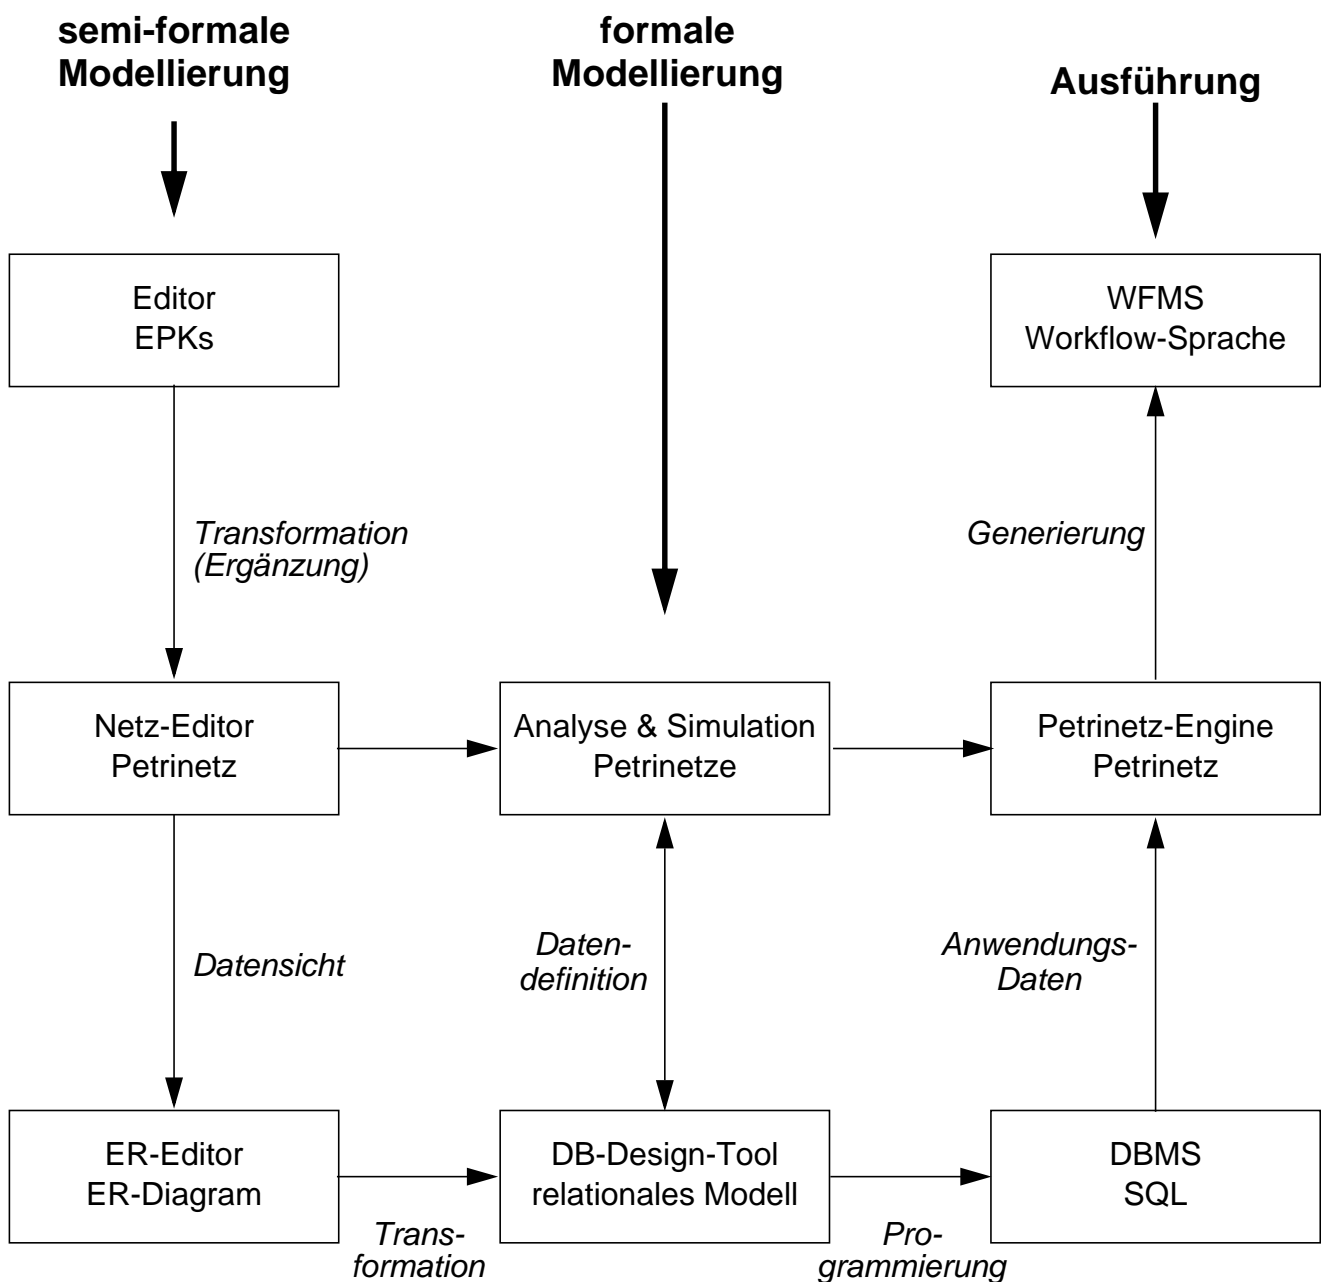 semi-formale
Modellierung
formale
Modellierung
Ausführung
Editor
EPKs
WFMS
Workflow-Sprache
Transformation
(Ergänzung)
Generierung
Netz-Editor
Petrinetz
Analyse & Simulation
Petrinetze
Petrinetz-Engine
Petrinetz
Datensicht
Daten-
definition
Anwendungs-
Daten
ER-Editor
ER-Diagram
DB-Design-Tool
relationales Modell
DBMS
SQL
Trans-
formation
Pro-
grammierung